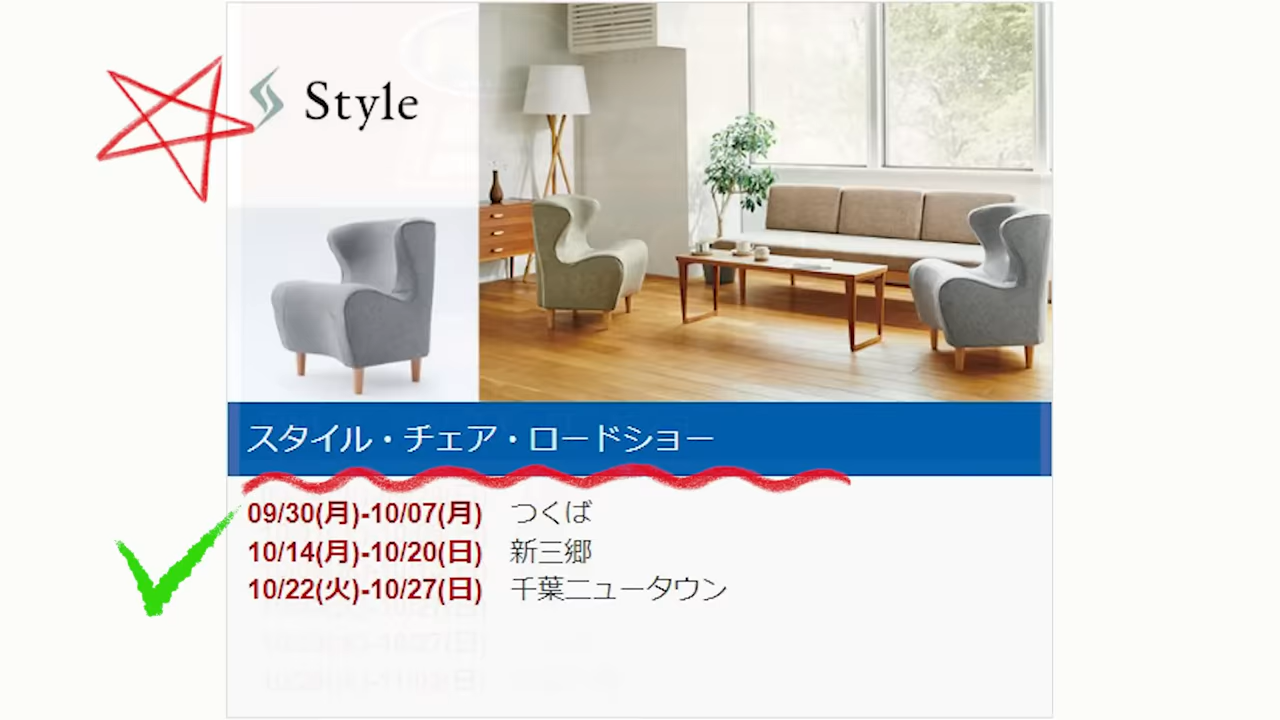 Style
スタイル・チェア・ロードショー
09/30(月)-10/07(月) つくば
10/14(月)-10/20(日) 新三郷
10/22(火)-10/27(日) 千葉ニュータウン